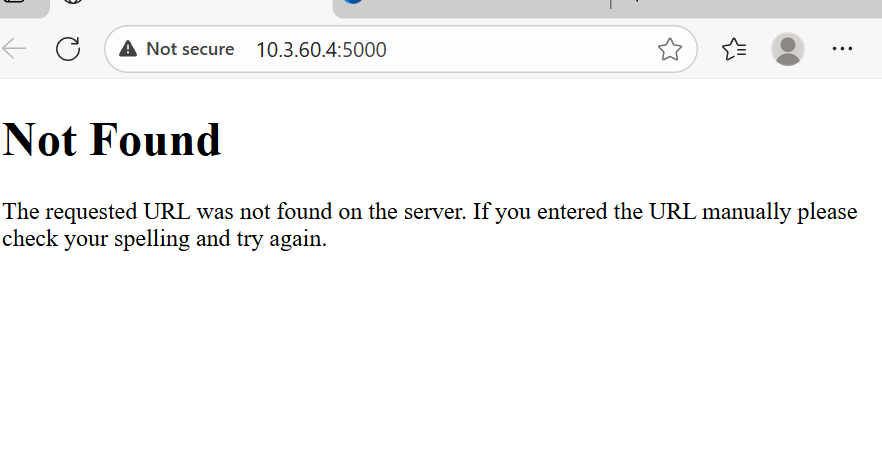 Not secure 10.3.60.4:5000
Not Found
The requested URL was not found on the server. If you entered the URL manually please
check your spelling and try again.